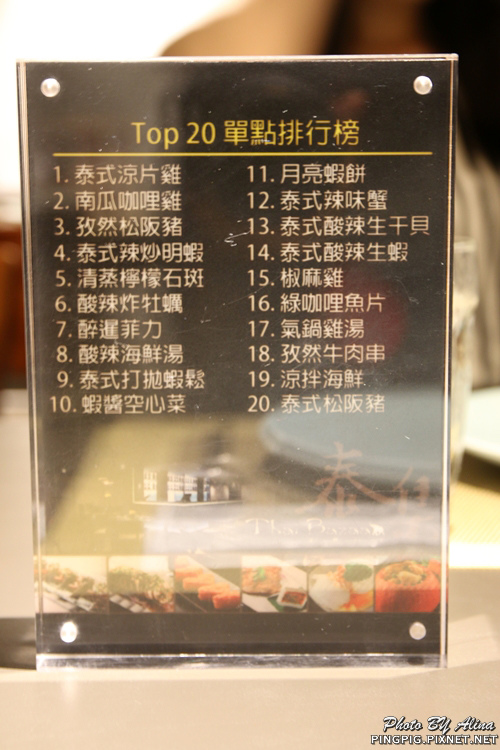 Top 20 單點排行榜
1. 泰式涼片雞
2. 南瓜咖哩雞
3. 孜然松阪豬
4. 泰式辣炒明蝦
5. 清蒸檸檬石斑
6. 酸辣炸牡蠣
7. 醉暹菲力
8. 酸辣海鮮湯
9. 泰式打拋蝦鬆
10. 蝦醬空心菜
11. 月亮蝦餅
12. 泰式辣味蟹
13. 泰式酸辣生干貝
14. 泰式酸辣生蝦
15. 椒麻雞
16. 綠咖哩魚片
17. 氣鍋雞湯
18. 孜然牛肉串
19. 涼拌海鮮
20. 泰式松阪豬
泰
Thai Bazaar
Photo BY Alina
PINGPIG.PIXNET.NET